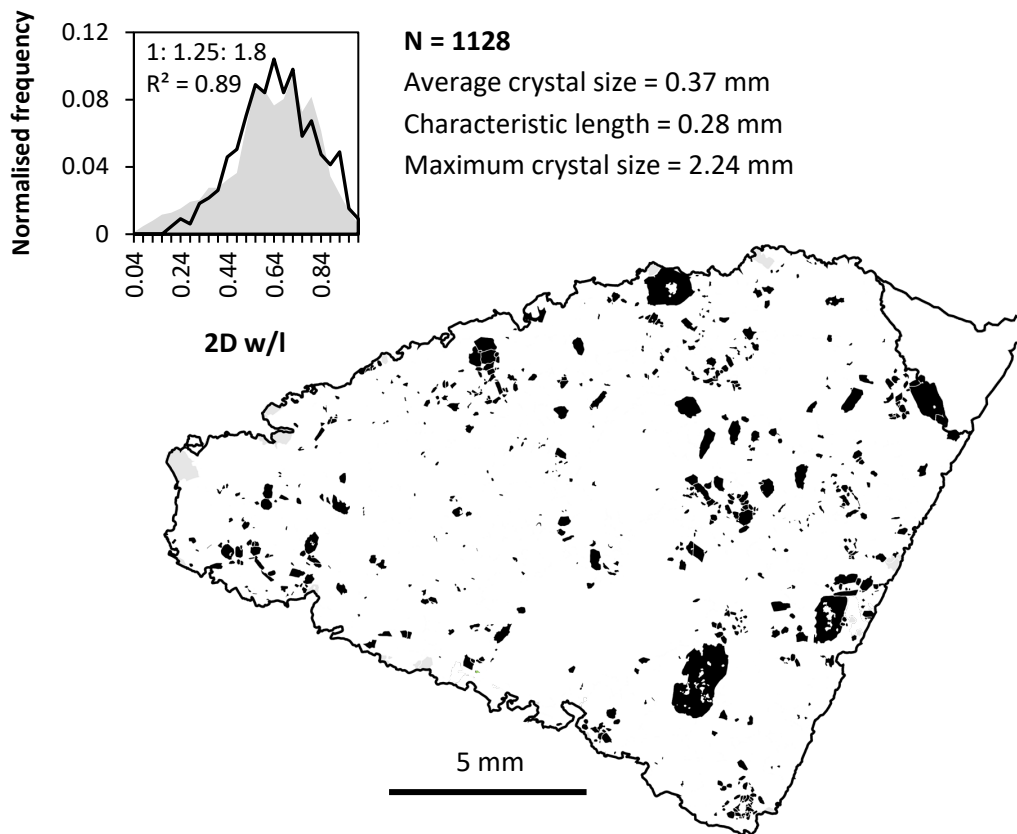 Normalised frequency
0.12
0.08
0.04
0
1: 1.25: 1.8
R² = 0.89
0.04
0.24
0.44
0.64
0.84
2D w/l
N = 1128
Average crystal size = 0.37 mm
Characteristic length = 0.28 mm
Maximum crystal size = 2.24 mm
5 mm